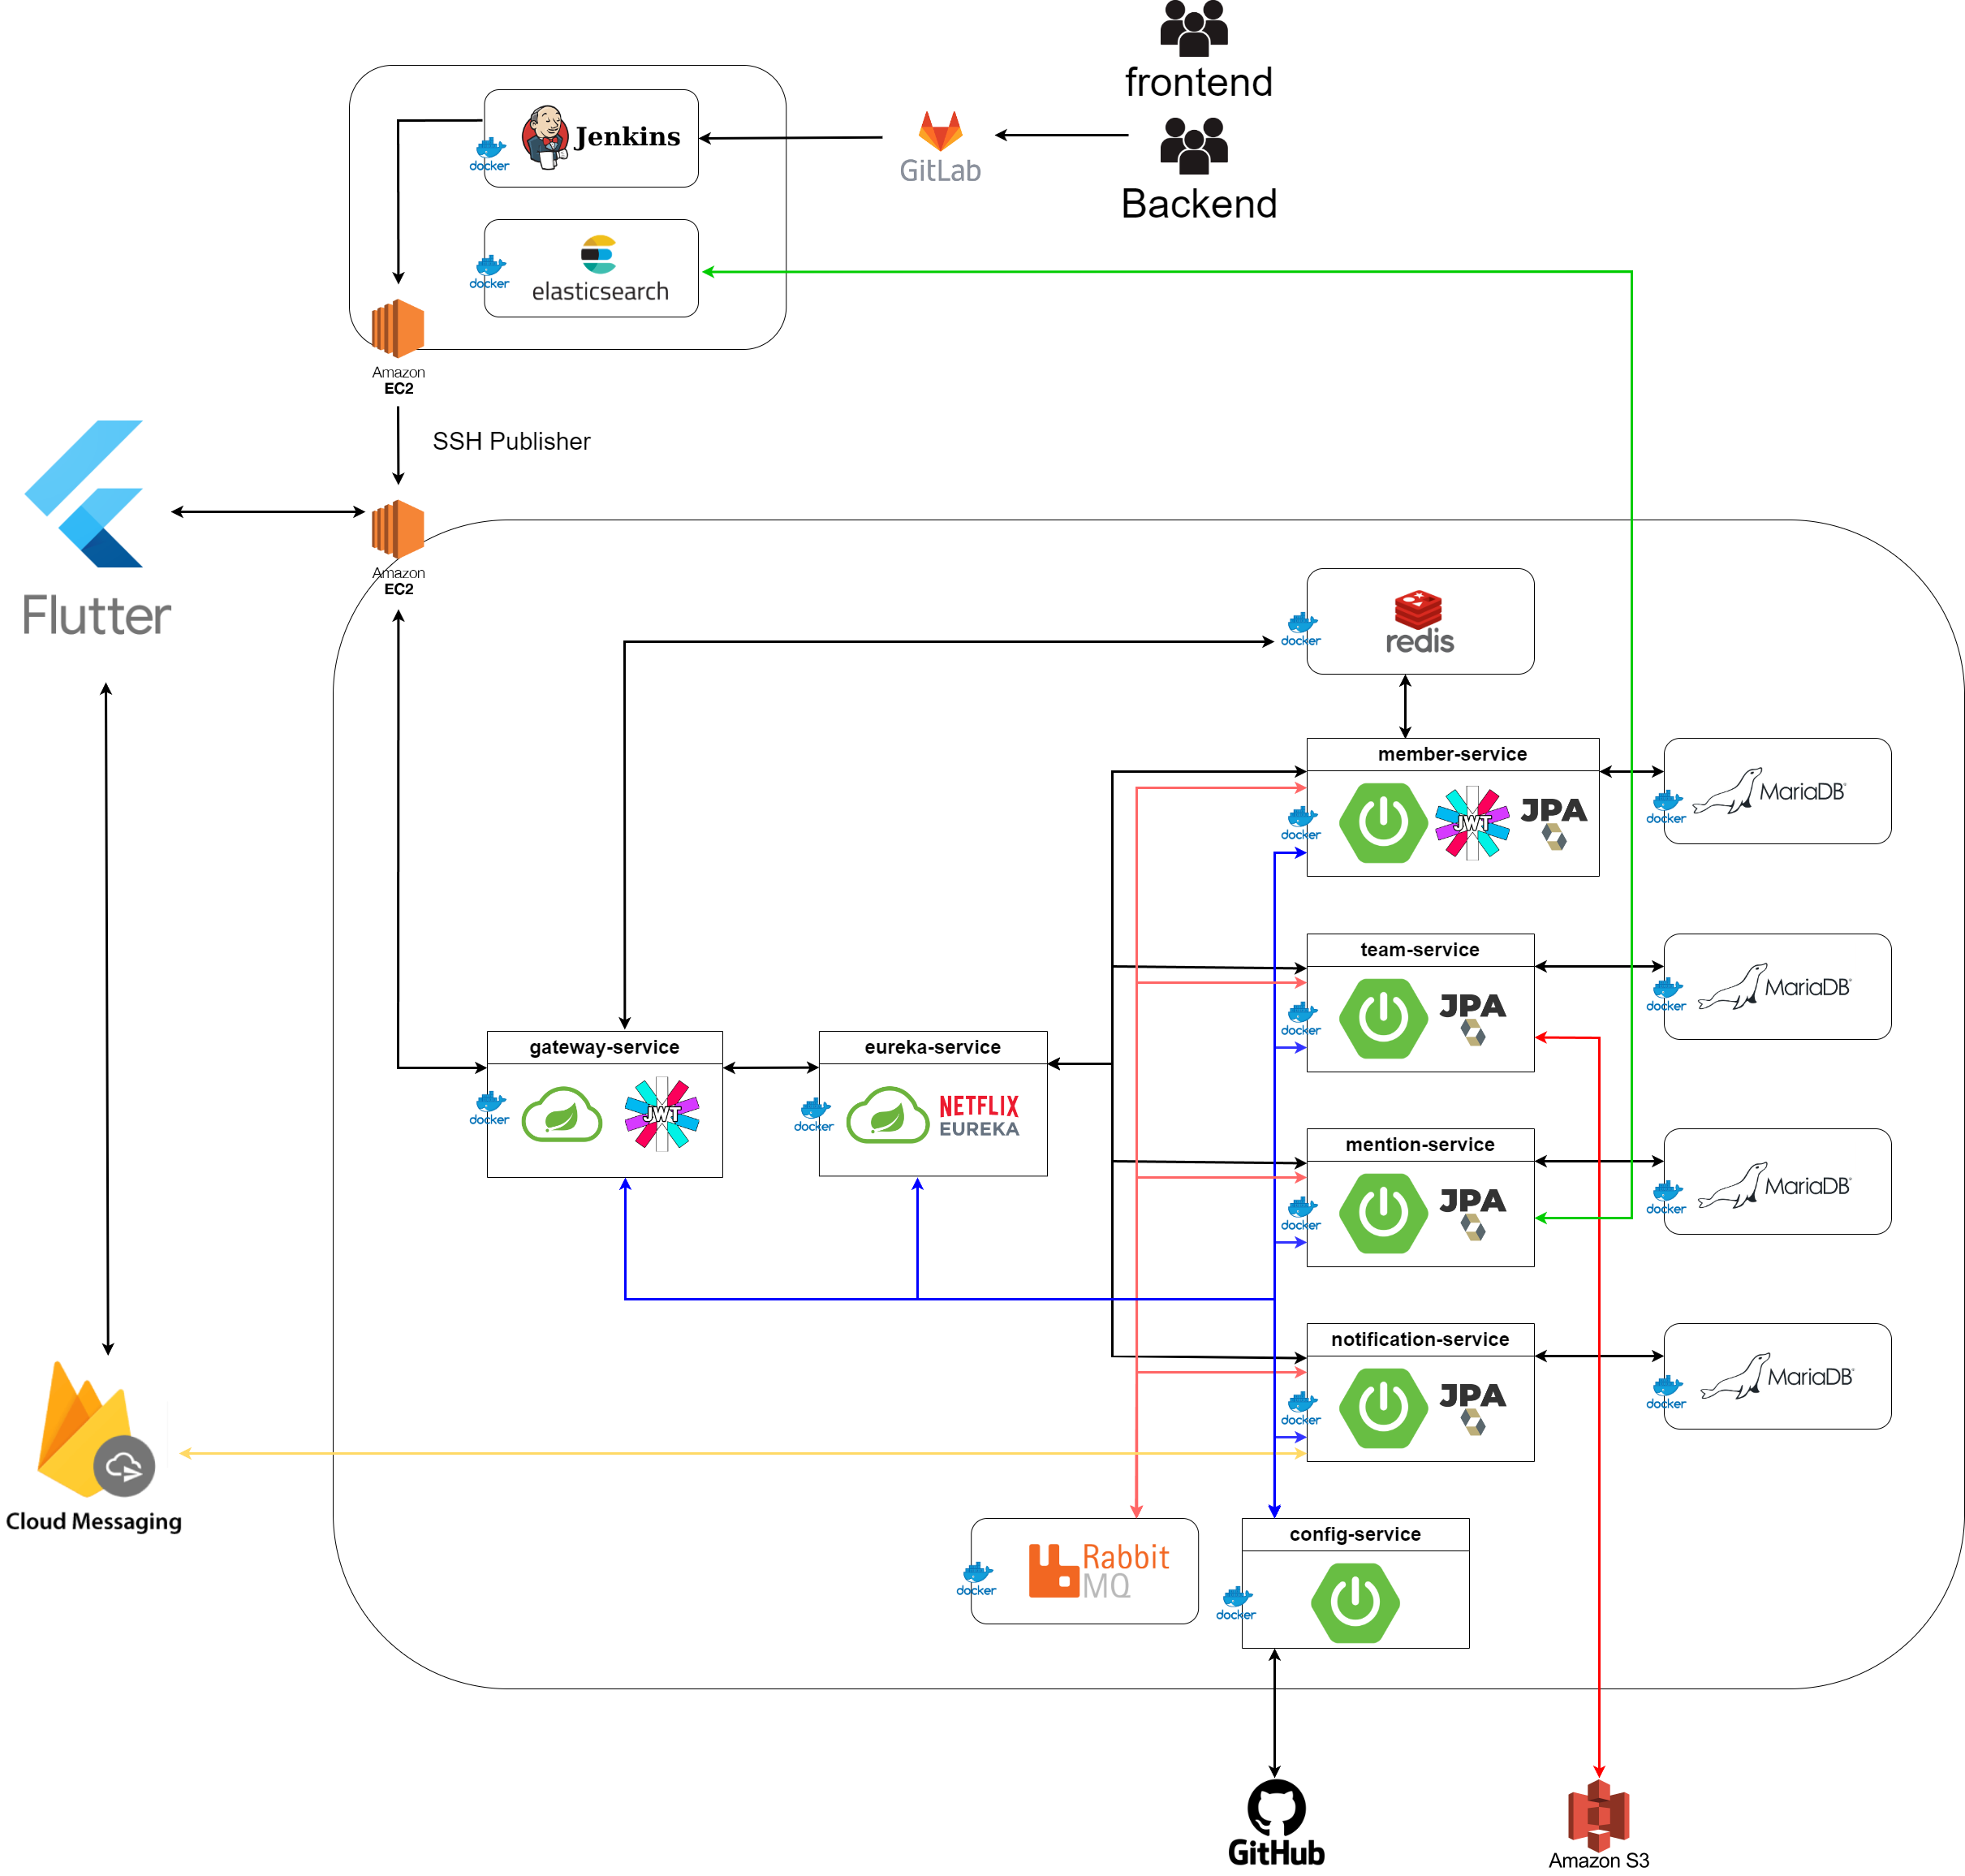 frontend
Backend
GitLab
Jenkins
docker
elasticsearch
docker
Amazon
EC2
SSH Publisher
Flutter
Amazon
EC2
redis
docker
member-service
JWT
JPA
docker
MariaDB
docker
team-service
JPA
docker
MariaDB
docker
gateway-service
JWT
docker
eureka-service
NETFLIX
EUREKA
docker
mention-service
JPA
docker
MariaDB
docker
notification-service
JPA
docker
MariaDB
docker
Cloud Messaging
Rabbit
MQ
docker
config-service
docker
GitHub
Amazon S3